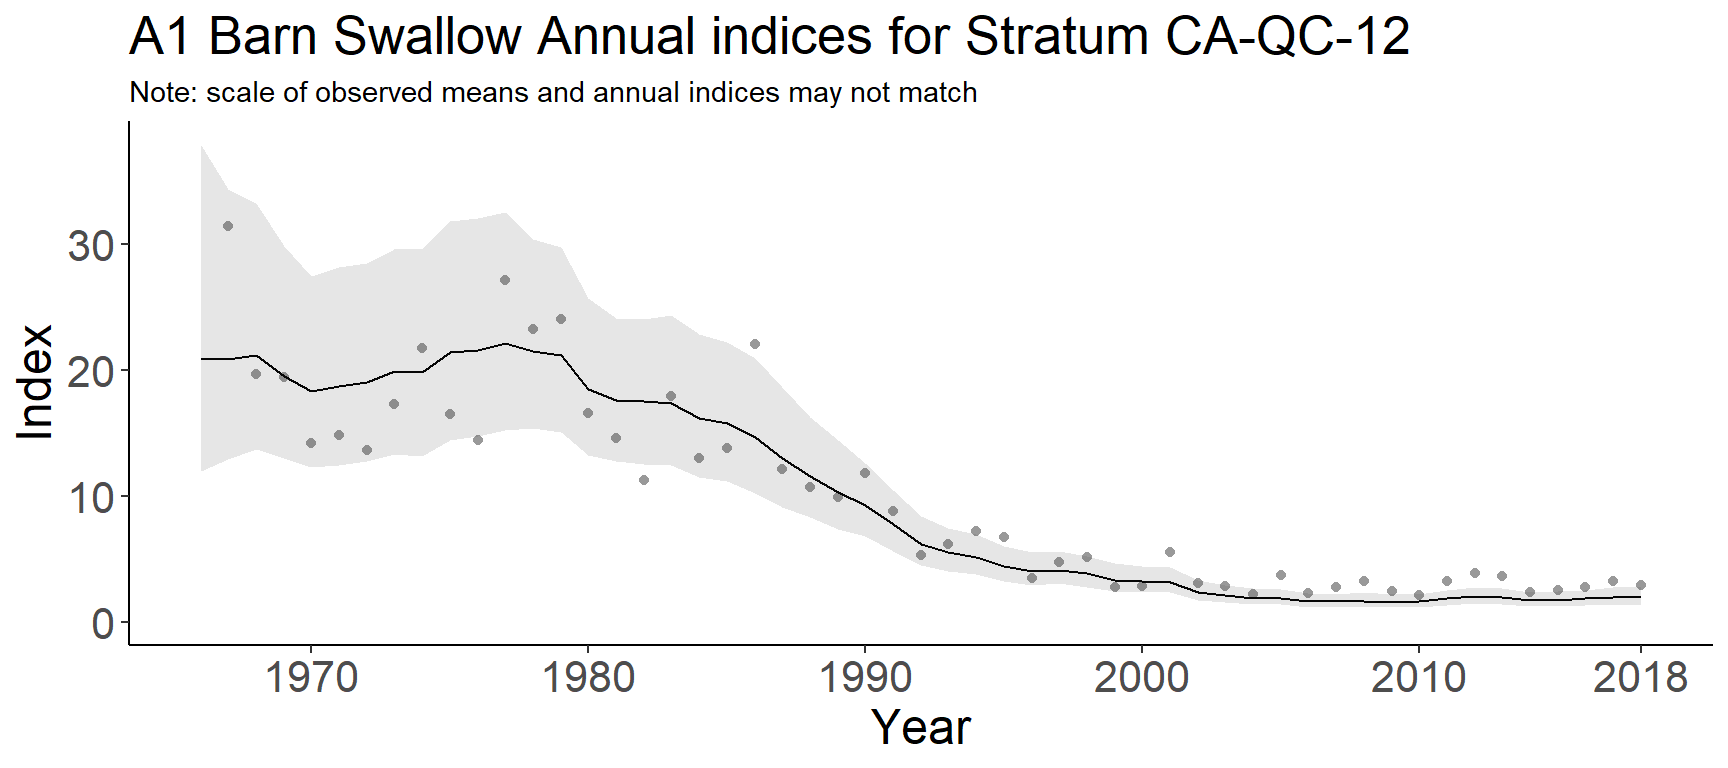 A1 Barn Swallow Annual indices for Stratum CA-QC-12
Note: scale of observed means and annual indices may not match
Index
30
20
10
0
1970 1980 1990 2000 2010 2018
Year